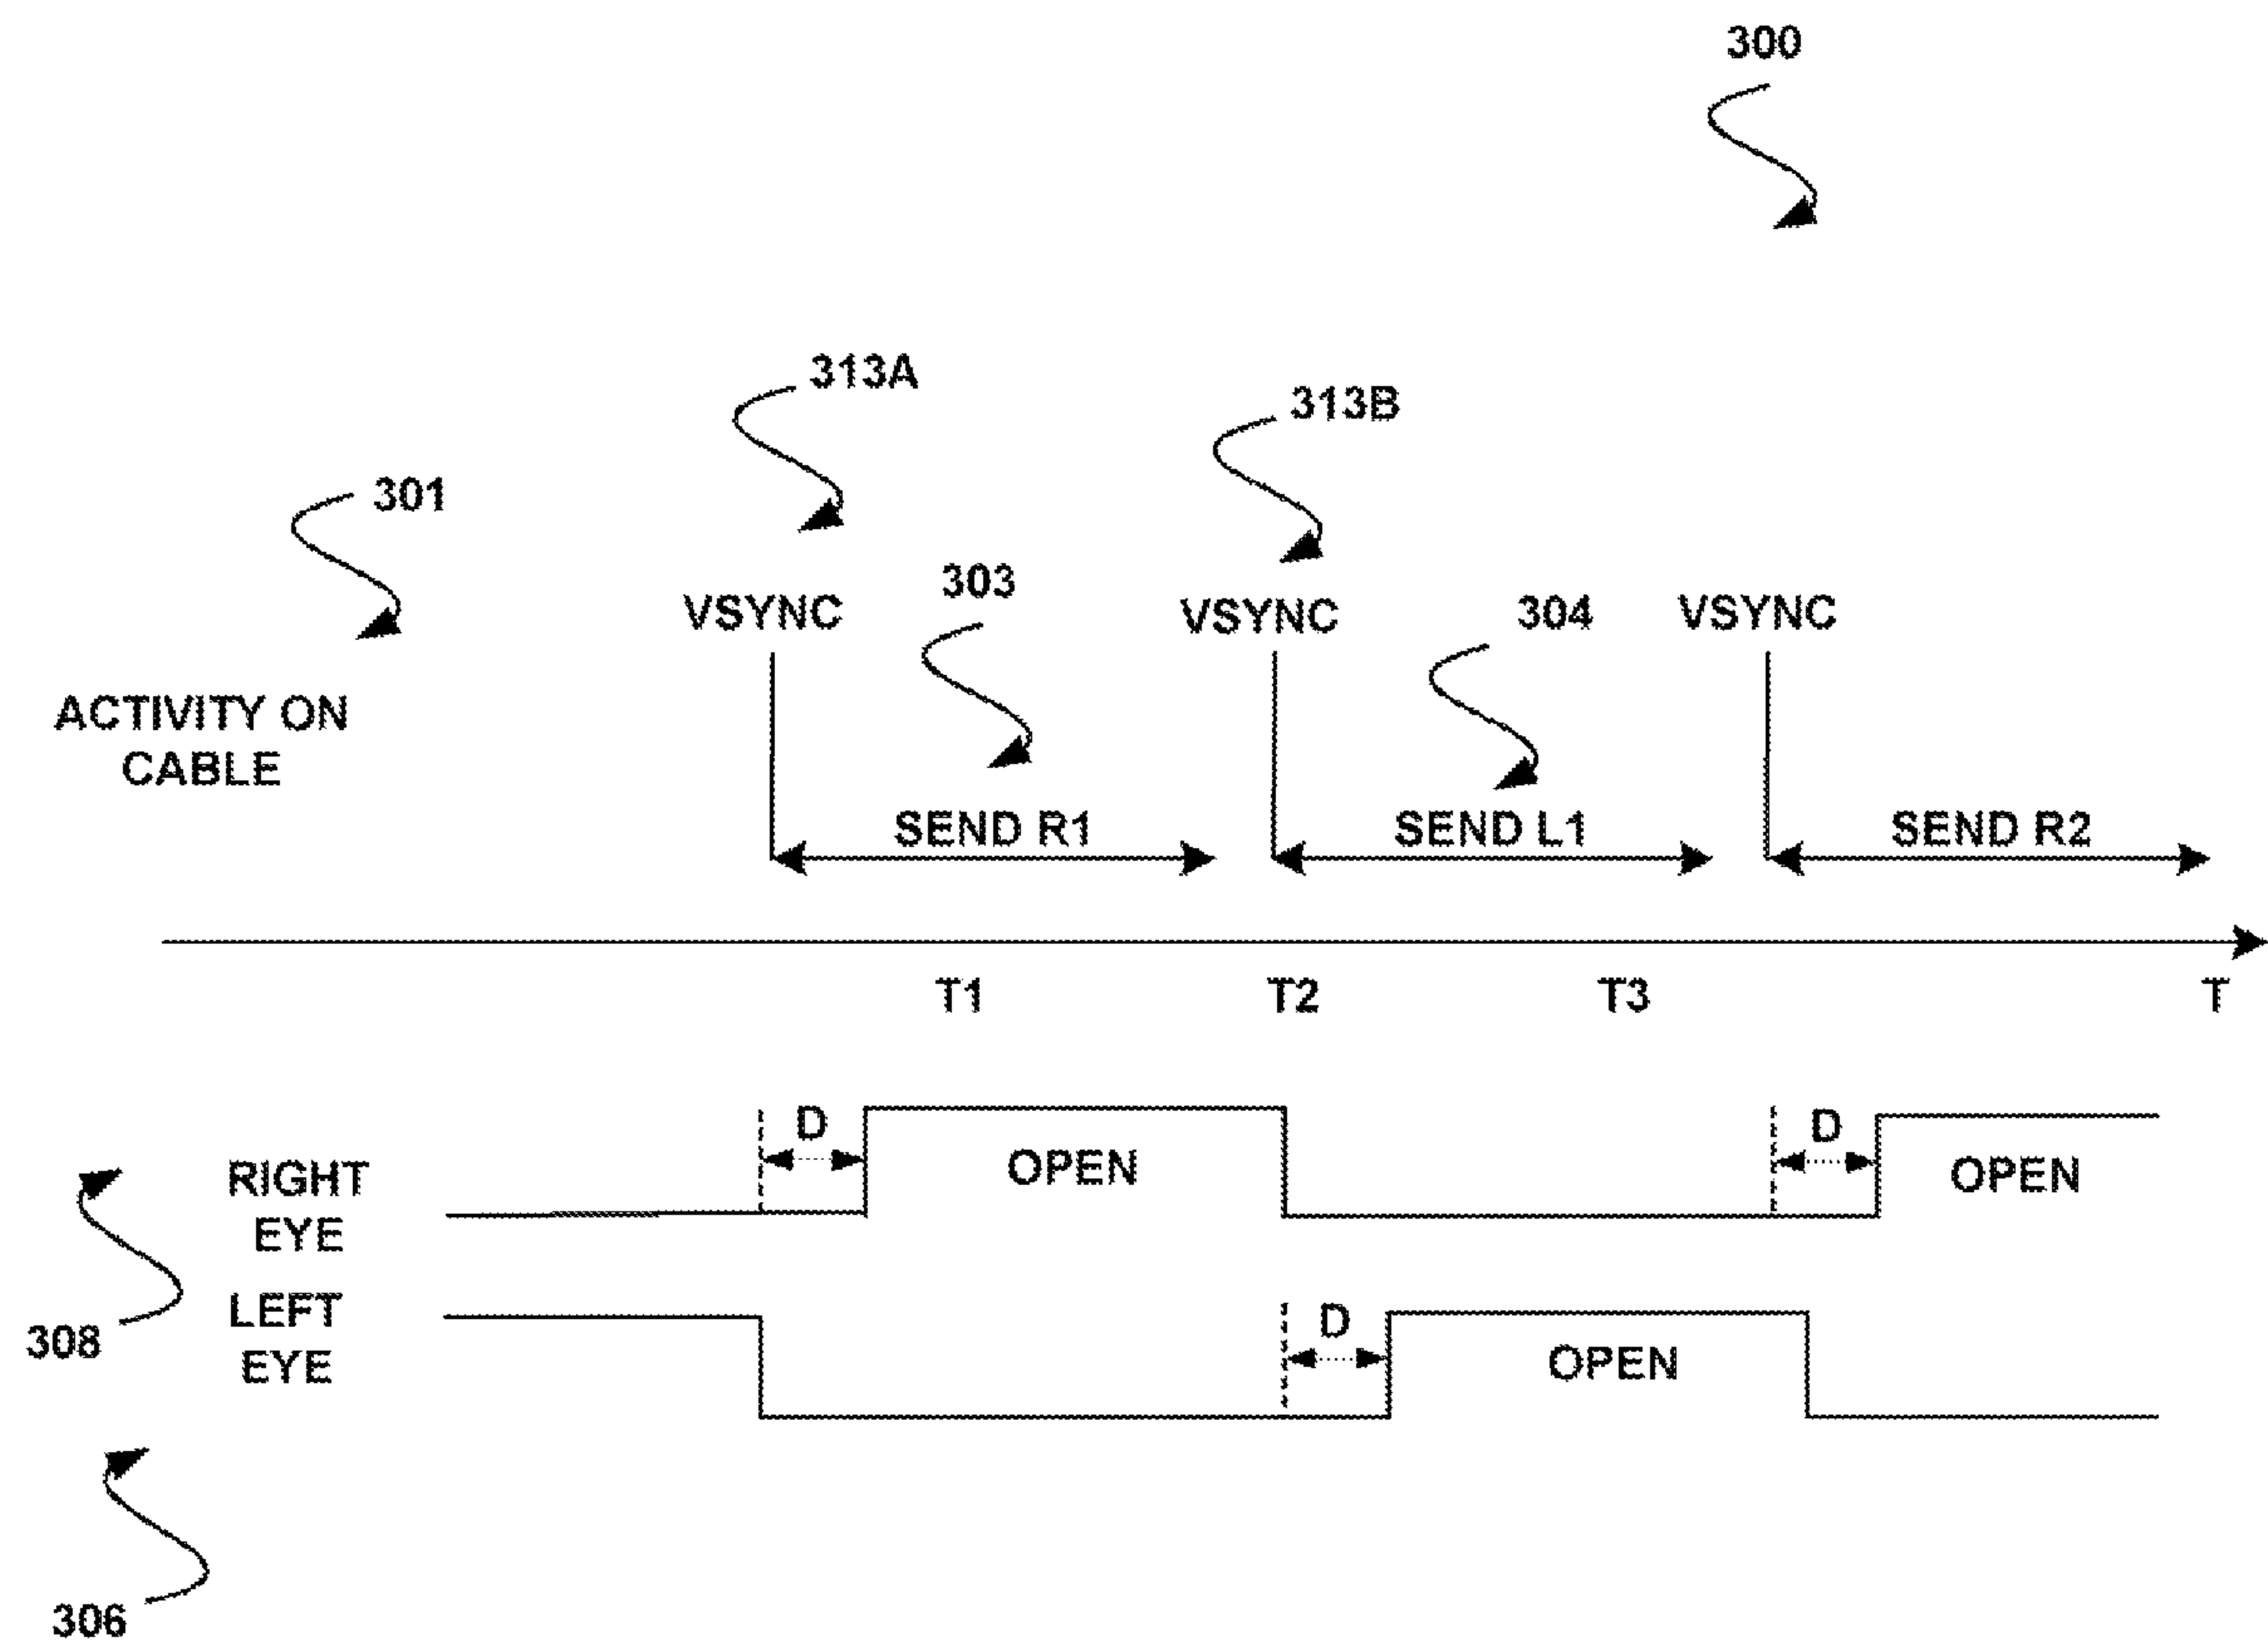 300
313A
313B
301
303
304
VSYNC VSYNC VSYNC
ACTIVITY ON
CABLE
SEND R1 SEND L1 SEND R2
T1 T2 T3 T
D D
RIGHT
EYE
OPEN OPEN
LEFT
EYE
D
OPEN
308
306